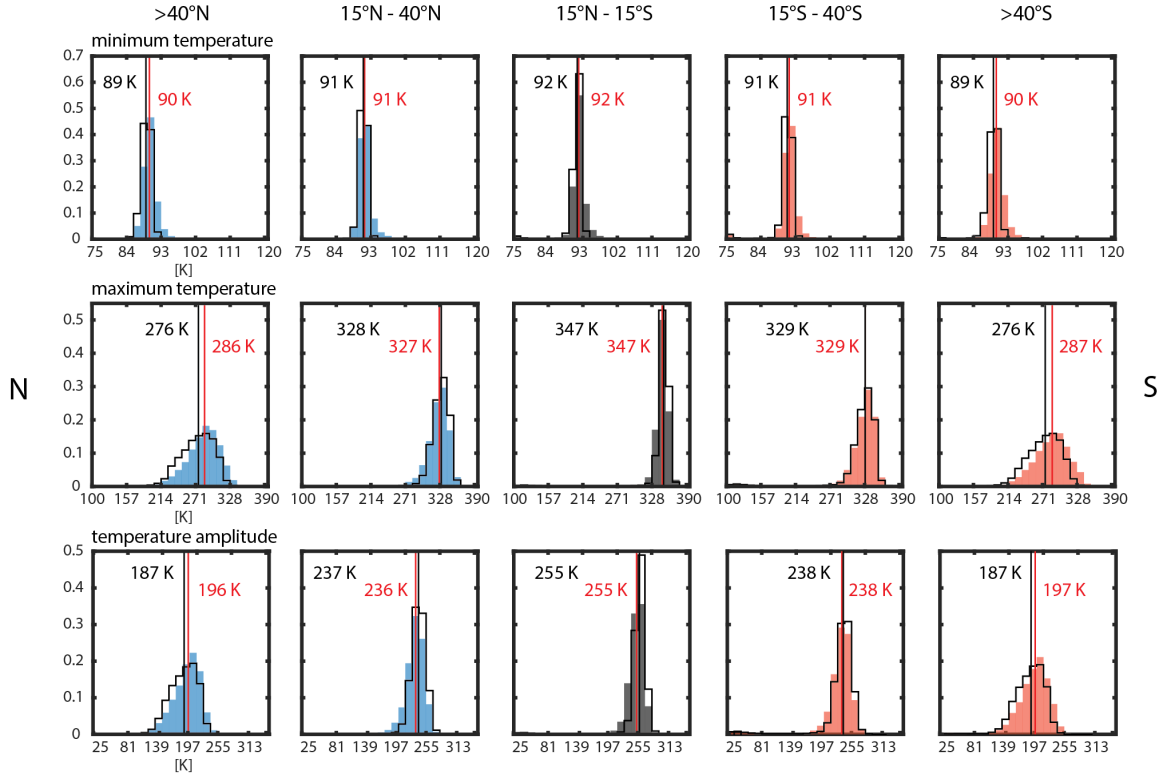 >40°N 15°N - 40°N 15°N - 15°S 15°S - 40°S >40°S
minimum temperature
0.7
0.6
0.5
0.4
0.3
0.2
0.1
0
89 K 91 K 92 K 91 K 89 K
90 K 91 K 92 K 91 K 90 K
75 84 93 102 111 120 75 84 93 102 111 120 75 84 93 102 111 120 75 84 93 102 111 120 75 84 93 102 111 120
[K]
maximum temperature
0.5
0.4
0.3
0.2
0.1
0
276 K 328 K 347 K 329 K 276 K
286 K 327 K 347 K 329 K 287 K
N S
100 157 214 271 328 390 100 157 214 271 328 390 100 157 214 271 328 390 100 157 214 271 328 390 100 157 214 271 328 390
[K]
temperature amplitude
0.5
0.4
0.3
0.2
0.1
0
187 K 237 K 255 K 238 K 187 K
196 K 236 K 255 K 238 K 197 K
25 81 139 197 255 313 25 81 139 197 255 313 25 81 139 197 255 313 25 81 139 197 255 313 25 81 139 197 255 313
[K]